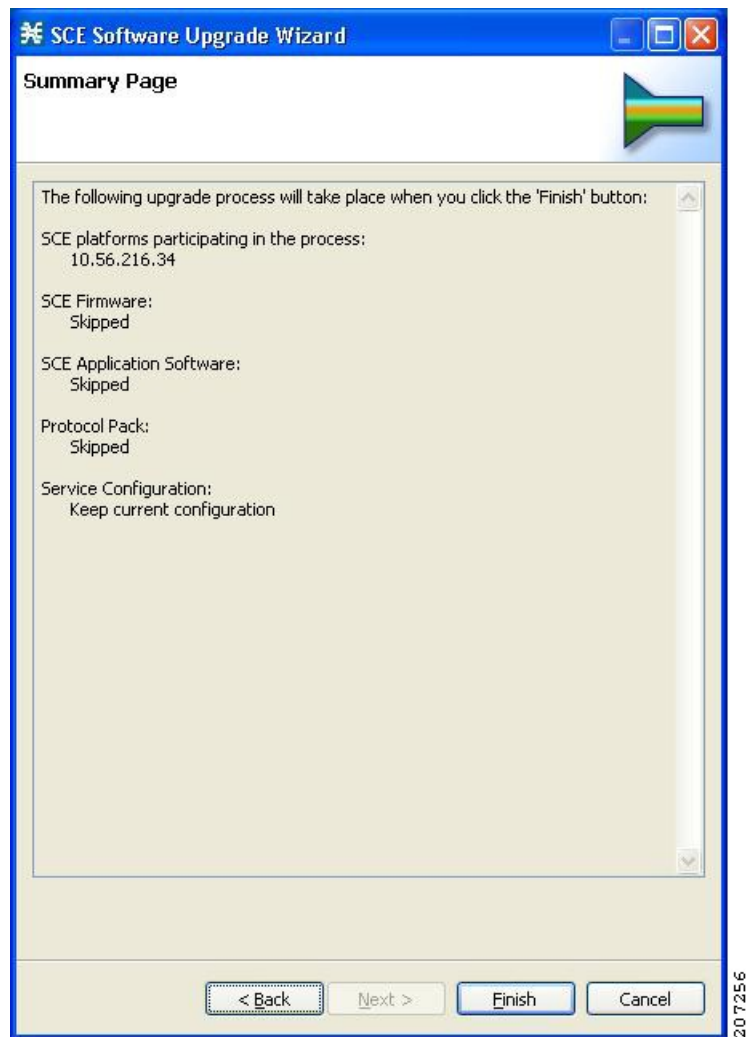 SCE Software Upgrade Wizard
Summary Page
The following upgrade process will take place when you click the 'Finish' button:
SCE platforms participating in the process:
10.56.216.34
SCE Firmware:
Skipped
SCE Application Software:
Skipped
Protocol Pack:
Skipped
Service Configuration:
Keep current configuration
< Back
Next >
Finish
Cancel
207256